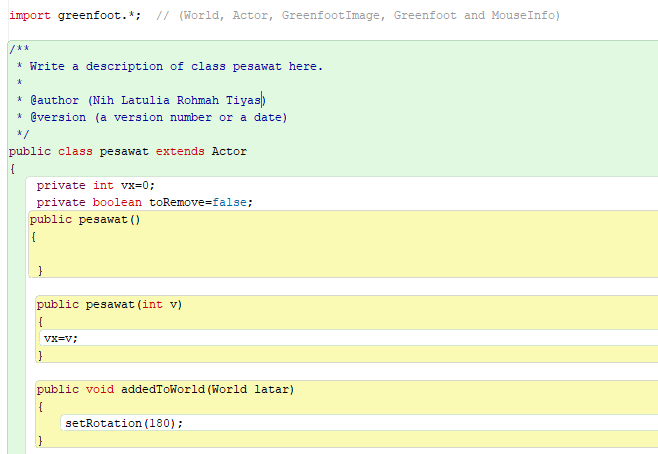 import greenfoot.*;  // (World, Actor, GreenfootImage, Greenfoot and MouseInfo)
/**
 * Write a description of class pesawat here.
 *
 * @author (Nih Latulia Rohmah Tiyas)
 * @version (a version number or a date)
 */
public class pesawat extends Actor
{
    private int vx=0;
    private boolean toRemove=false;
   public pesawat()
   {
    }
    public pesawat(int v)
    {
     vx=v;
    }
    public void addedToWorld(World latar)
    {
        setRotation(180);
    }